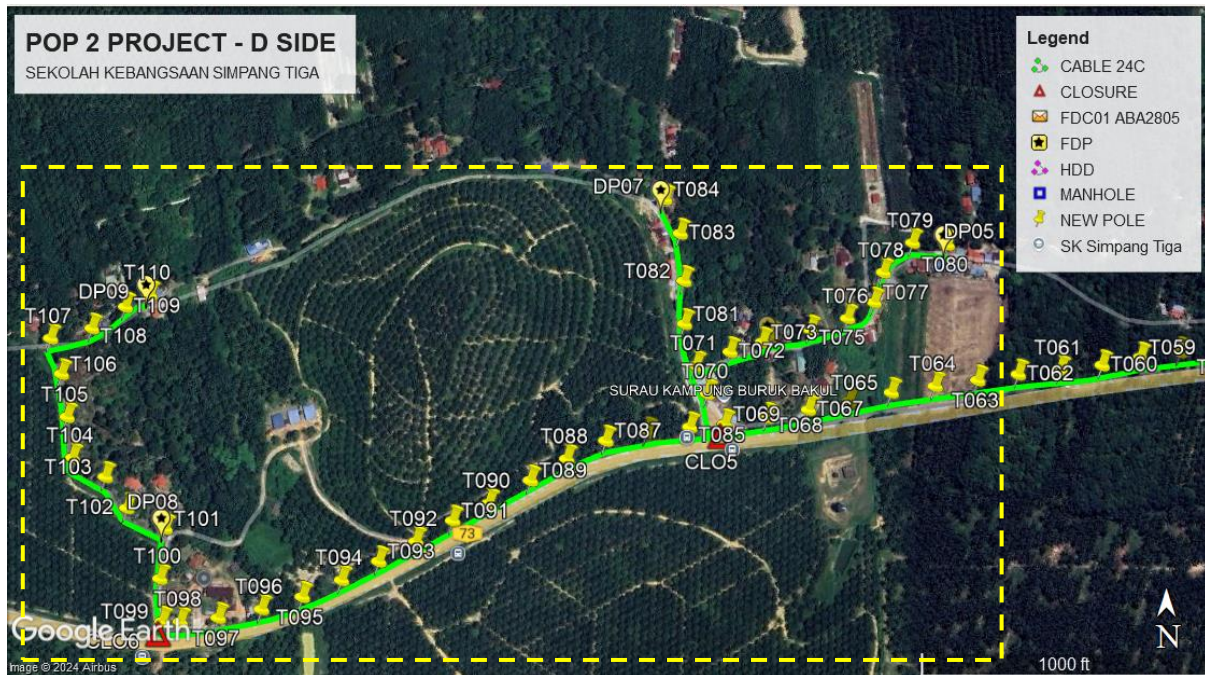 POP 2 PROJECT - D SIDE
SEKOLAH KEBANGSAAN SIMPANG TIGA
Legend
CABLE 24C
CLOSURE
FDC01 ABA2805
FDP
HDD
MANHOLE
NEW POLE
SK Simpang Tiga
DP07
T084
T083
T079
DP05
T078
T080
T082
T077
T110
DP09
T109
T107
T108
T076
T081
T073
T075
T071
T072
T061
T059
T106
T070
T064
T062
T060
T105
SURAU KAMPUNG BURUK BAKUL
T065
T063
T104
T069
T067
T068
T088
T087
T085
CLO5
T103
T089
T090
T102
DP08
T101
T092
T091
73
T100
T094
T093
T096
T095
T099
T098
T097
CLO6
Google Earth
Image © 2024 Airbus
N
1000 ft